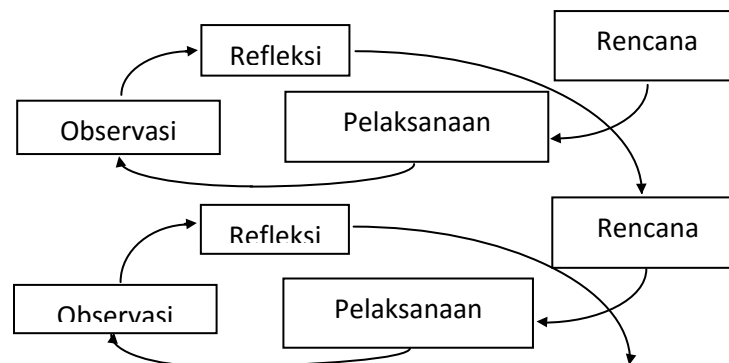 Refleksi
Rencana
Observasi
Pelaksanaan
Refleksi
Rencana
Observasi
Pelaksanaan